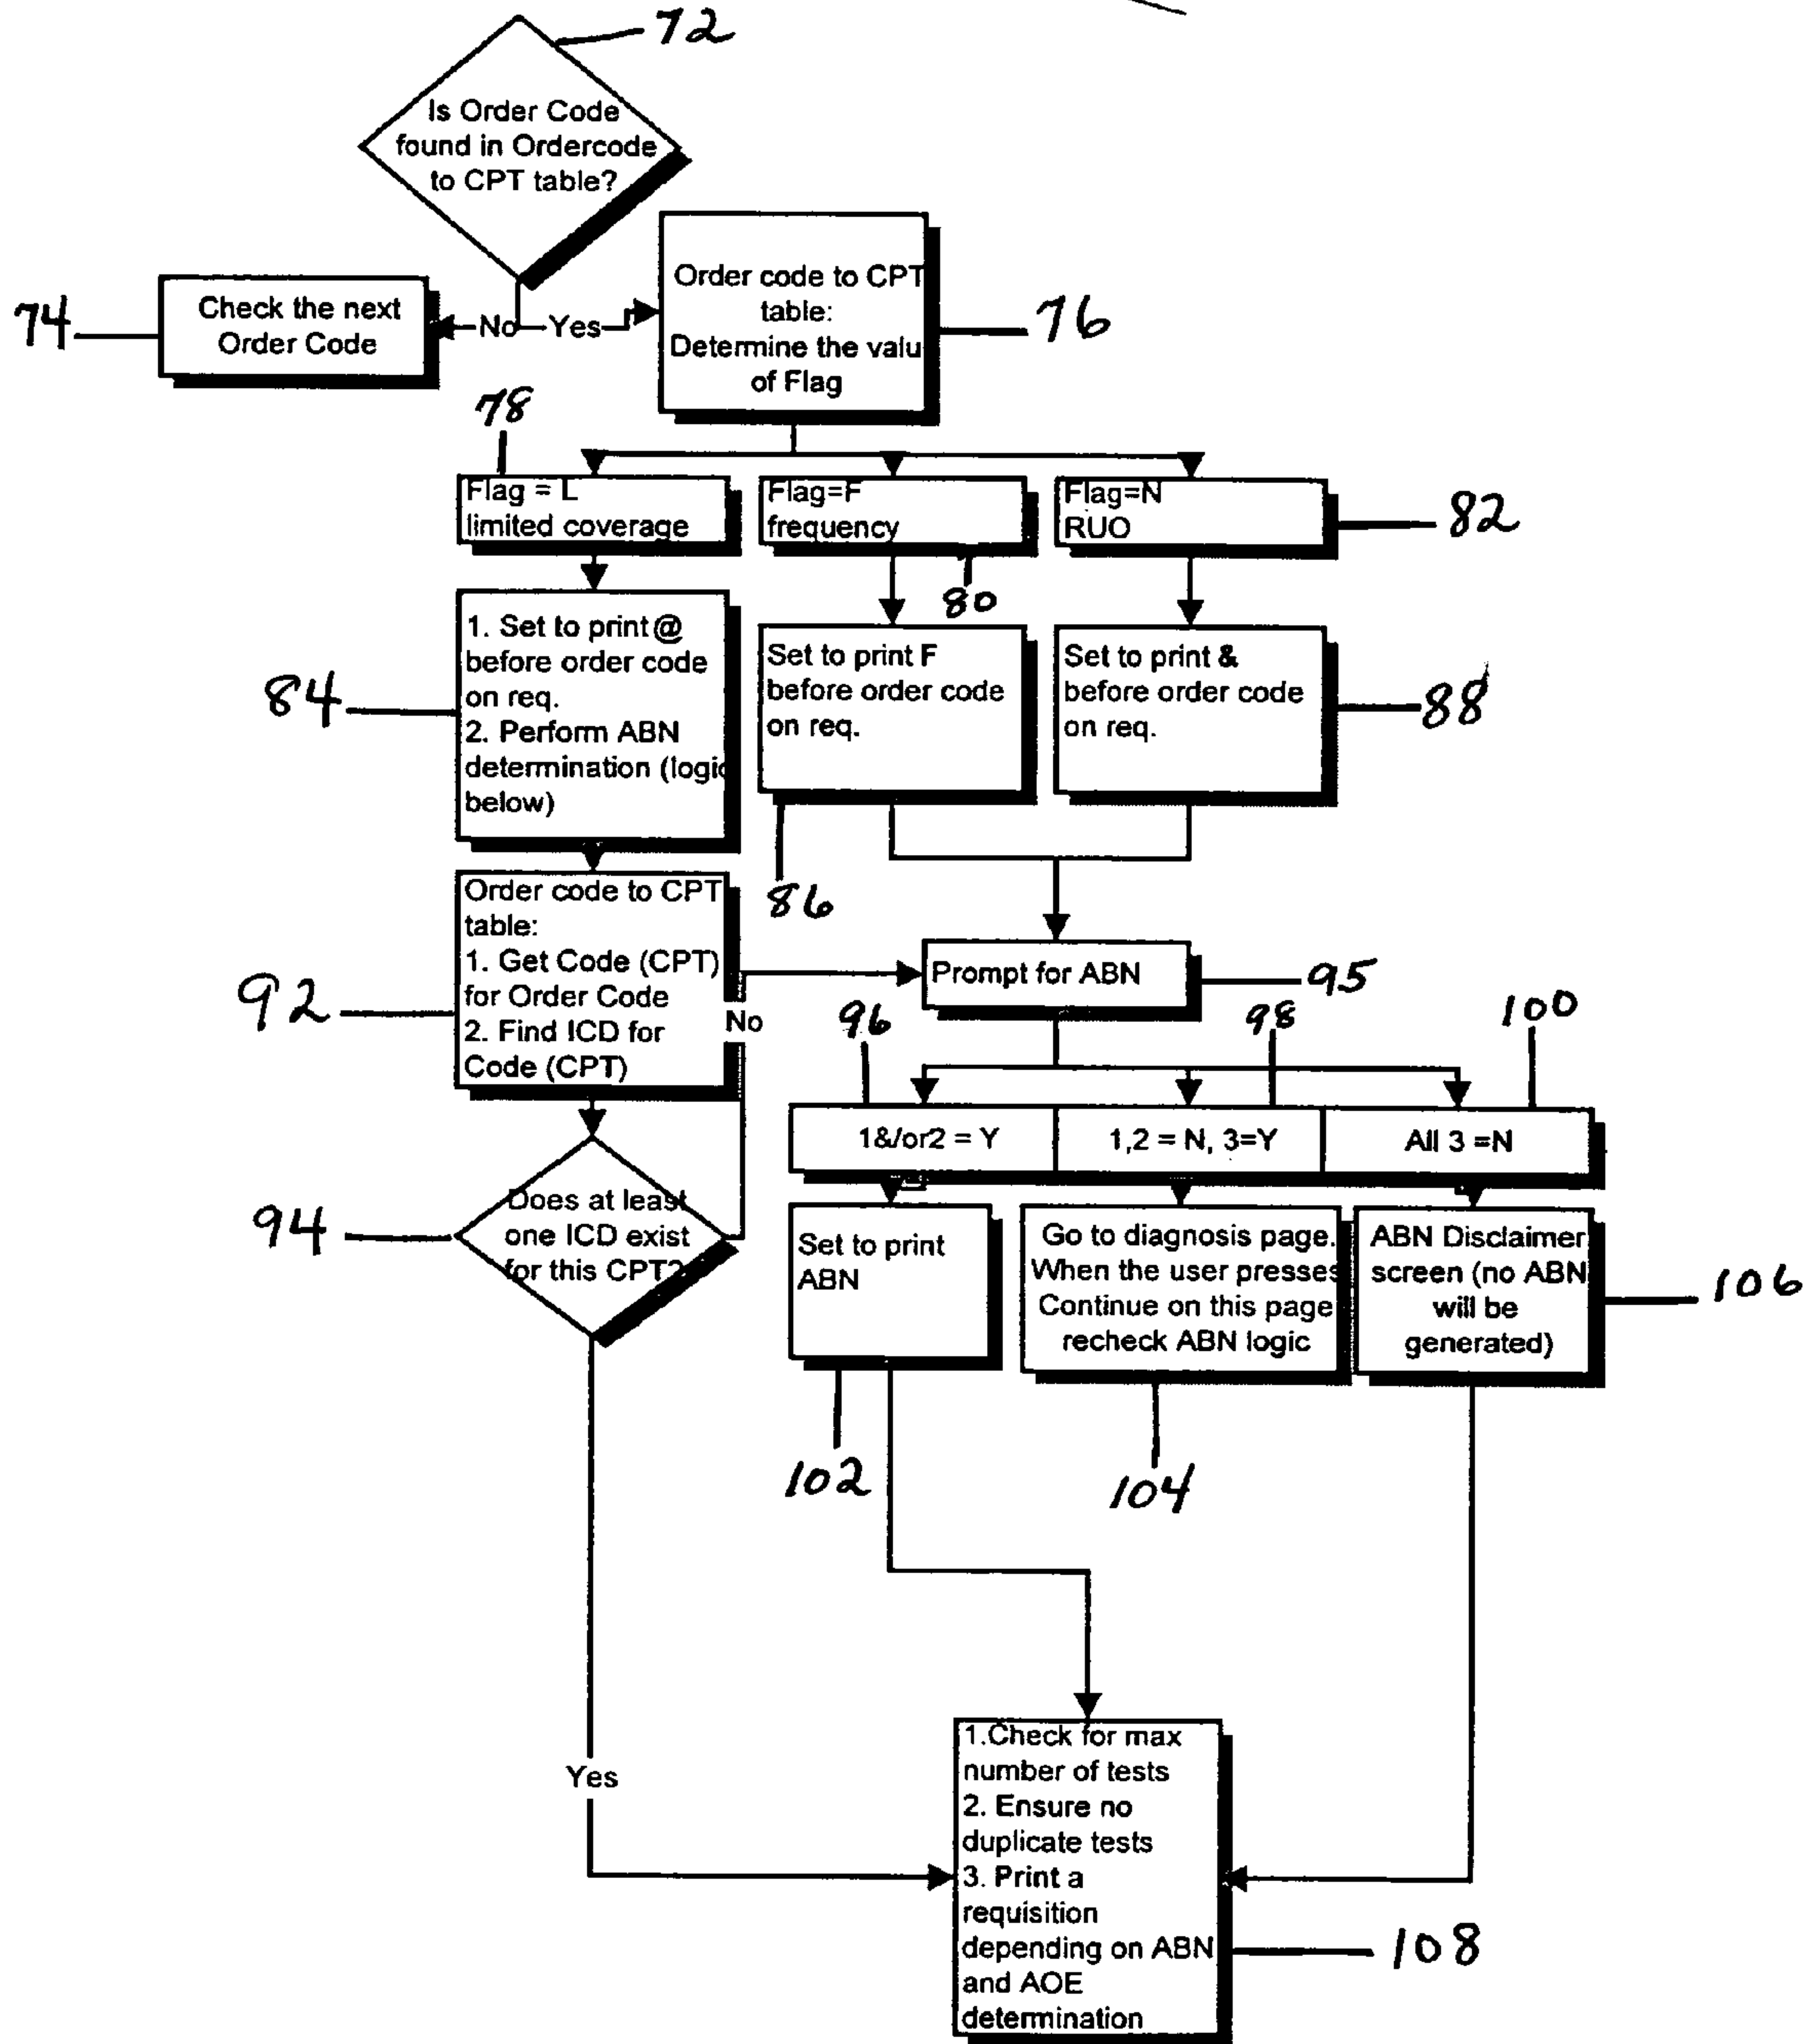 72
Is Order Code
found in Ordercode
to CPT table?
74
Check the next
Order Code
No
Yes
Order code to CPT
table:
Determine the valu
of Flag
76
78
Flag = L
limited coverage
Flag=F
frequency
Flag=N
RUO
82
80
84
1. Set to print @
before order code
on req.
2. Perform ABN
determination (logic
below)
Set to print F
before order code
on req.
Set to print &
before order code
on req.
88
86
92
Order code to CPT
table:
1. Get Code (CPT)
for Order Code
2. Find ICD for
Code (CPT)
No
Prompt for ABN
95
96
98
100
1&/or2 = Y
1,2 = N, 3=Y
All 3 =N
94
Does at least
one ICD exist
for this CPT?
Set to print
ABN
Go to diagnosis page.
When the user presses
Continue on this page
recheck ABN logic
ABN Disclaimer
screen (no ABN
will be
generated)
106
102
104
Yes
1.Check for max
number of tests
2. Ensure no
duplicate tests
3. Print a
requisition
depending on ABN
and AOE
determination
108